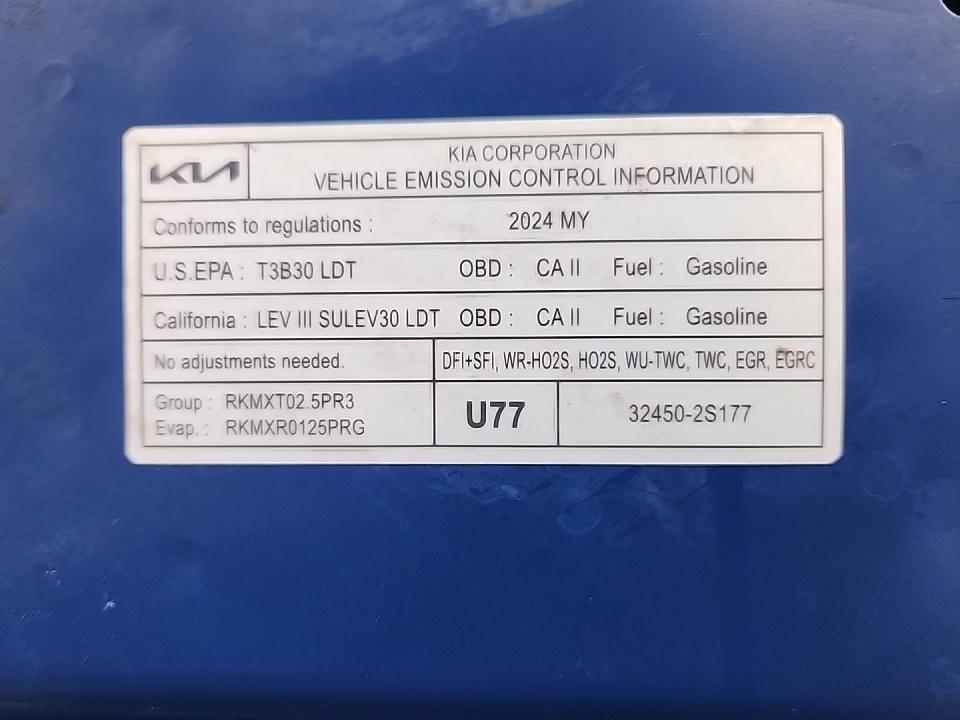 KIA
KIA CORPORATION
VEHICLE EMISSION CONTROL INFORMATION
Conforms to regulations : 2024 MY
U.S.EPA : T3B30 LDT OBD : CA II Fuel : Gasoline
California : LEV III SULEV30 LDT OBD : CA II Fuel : Gasoline
No adjustments needed. DFI+SFI, WR-HO2S, HO2S, WU-TWC, TWC, EGR, EGRC
Group : RKMXT02.5PR3
Evap. : RKMXR0125PRG
U77
32450-2S177